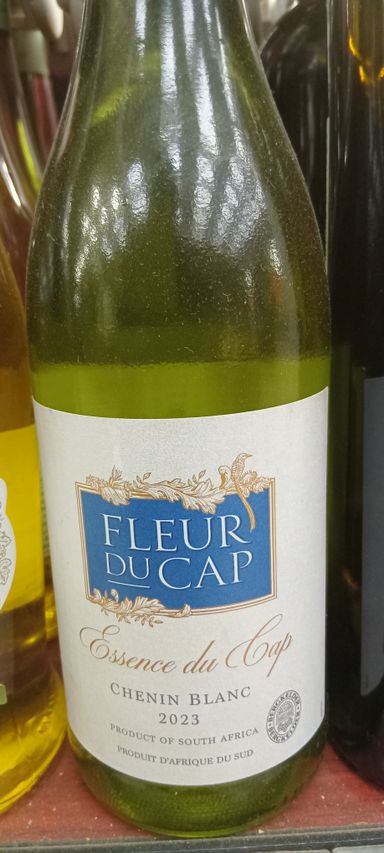 FLEUR
DU CAP
Essence du Cap
CHENIN BLANC
2023
PRODUCT OF SOUTH AFRICA
PRODUIT D'AFRIQUE DU SUD